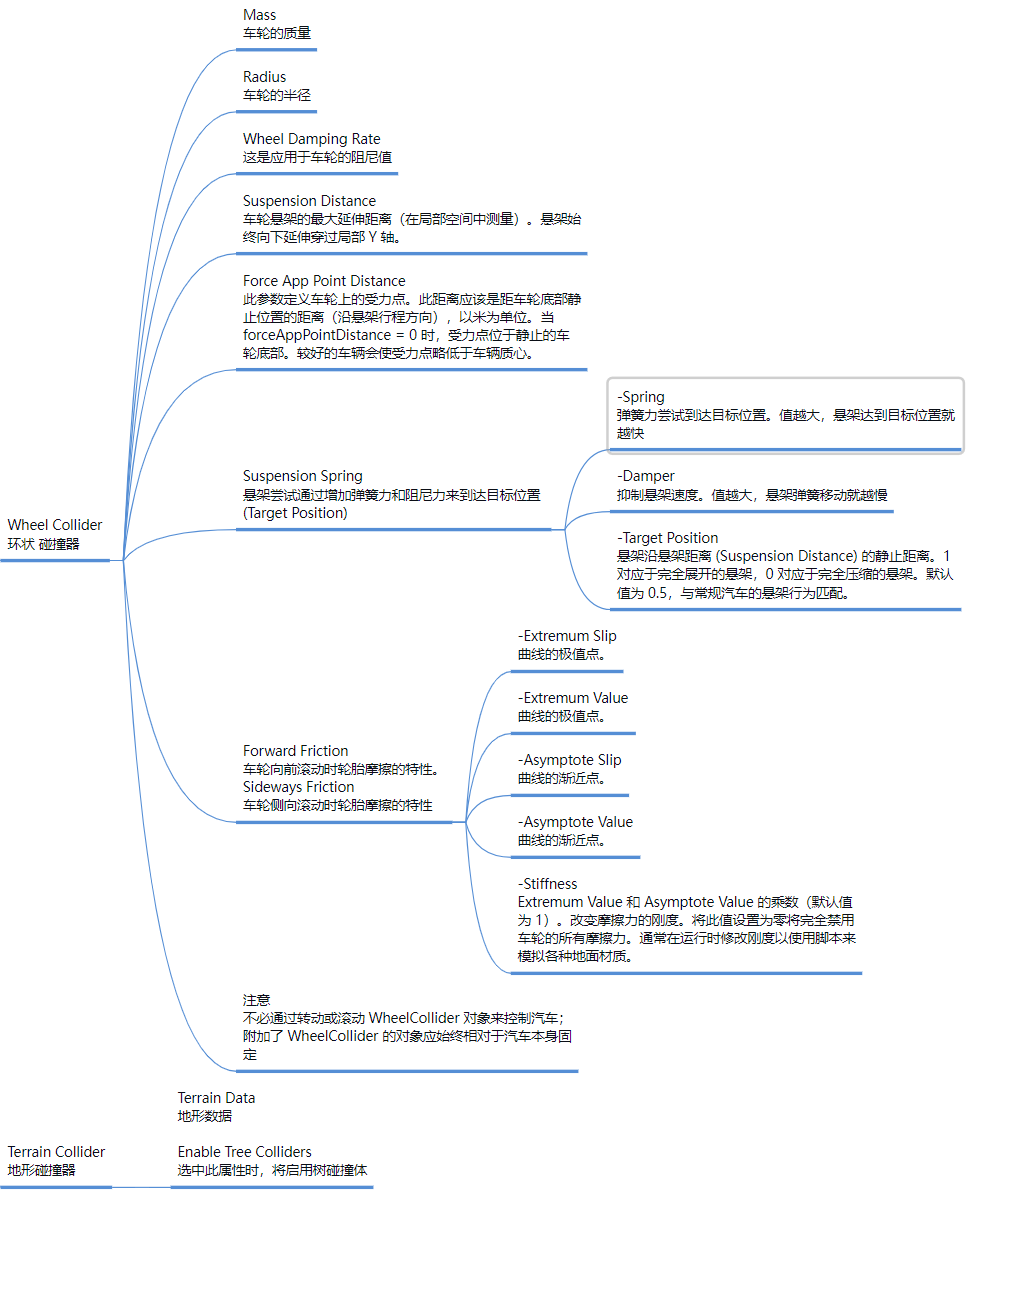 Mass
车轮的质量
Radius
车轮的半径
Wheel Damping Rate
这是应用于车轮的阻尼值
Suspension Distance
车轮悬架的最大延伸距离（在局部空间中测量）。悬架始
终向下延伸穿过局部 Y 轴。
Force App Point Distance
此参数定义车轮上的受力点。此距离应该是距车轮底部静
止位置的距离（沿悬架行程方向），以米为单位。当
forceAppPointDistance = 0 时，受力点位于静止的车
轮底部。较好的车辆会使受力点略低于车辆质心。
Wheel Collider
环状 碰撞器
Suspension Spring
悬架尝试通过增加弹簧力和阻尼力来到达目标位置
(Target Position)
-Spring
弹簧力尝试到达目标位置。值越大，悬架达到目标位置就
越快
-Damper
抑制悬架速度。值越大，悬架弹簧移动就越慢
-Target Position
悬架沿悬架距离 (Suspension Distance) 的静止距离。1
对应于完全展开的悬架，0 对应于完全压缩的悬架。默认
值为 0.5，与常规汽车的悬架行为匹配。
Forward Friction
车轮向前滚动时轮胎摩擦的特性。
Sideways Friction
车轮侧向滚动时轮胎摩擦的特性
-Extremum Slip
曲线的极值点。
-Extremum Value
曲线的极值点。
-Asymptote Slip
曲线的渐近点。
-Asymptote Value
曲线的渐近点。
-Stiffness
Extremum Value 和 Asymptote Value 的乘数（默认值
为 1）。改变摩擦力的刚度。将此值设置为零将完全禁用
车轮的所有摩擦力。通常在运行时修改刚度以使用脚本来
模拟各种地面材质。
注意
不必通过转动或滚动 WheelCollider 对象来控制汽车；
附加了 WheelCollider 的对象应始终相对于汽车本身固
定
Terrain Data
地形数据
Terrain Collider
地形碰撞器
Enable Tree Colliders
选中此属性时，将启用树碰撞体